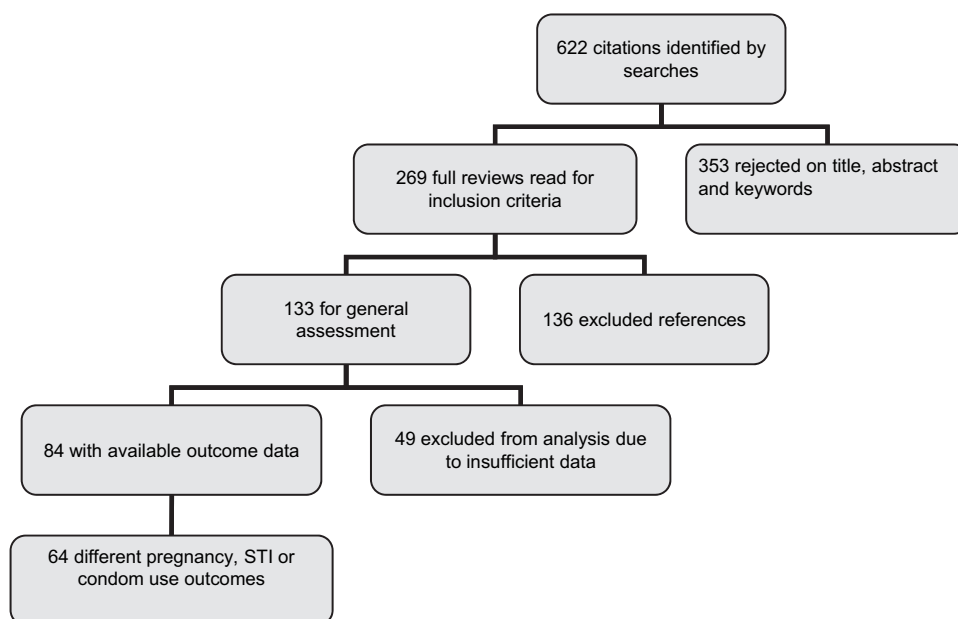 622 citations identified by
searches
269 full reviews read for
inclusion criteria
353 rejected on title, abstract
and keywords
133 for general
assessment
136 excluded references
84 with available outcome data
49 excluded from analysis due
to insufficient data
64 different pregnancy, STI or
condom use outcomes